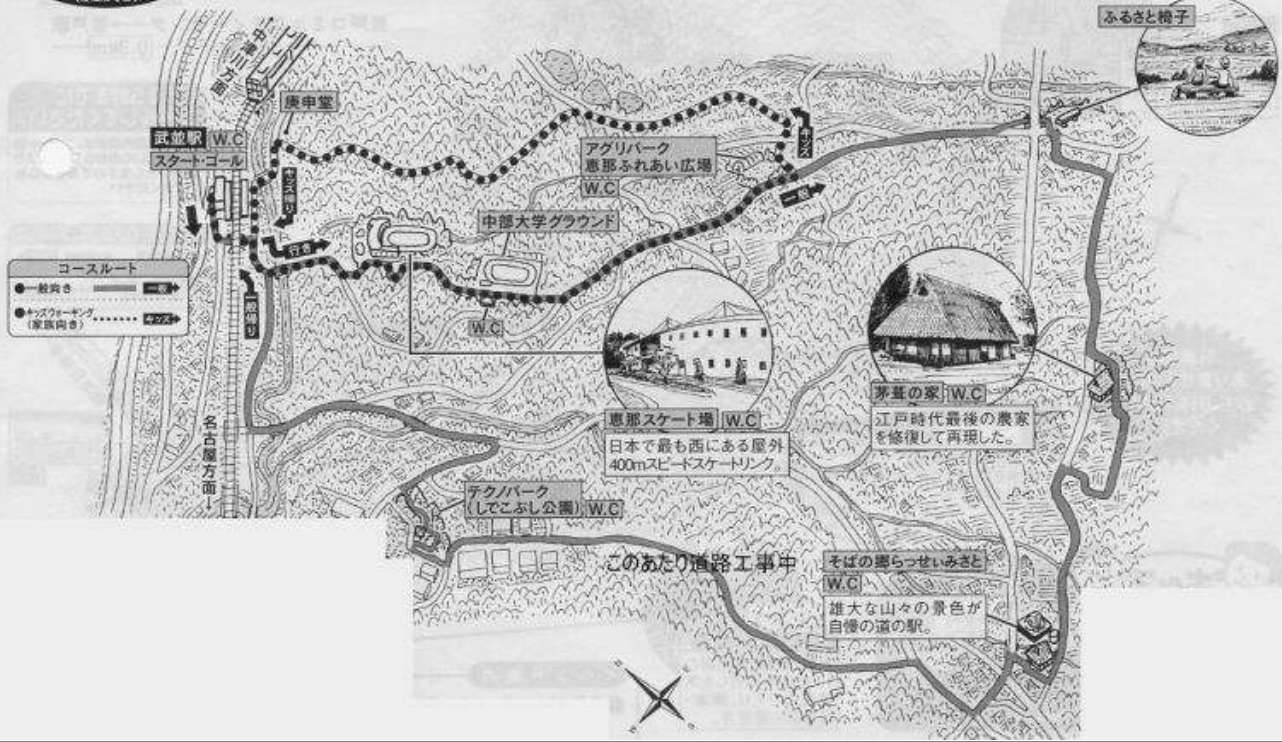 ふるさと椅子
中津川方面
庚申堂
武並駅 W.C
スタート・ゴール
キッズ
アグリパーク
恵那ふれあい広場
W.C
一般
キッズ帰り
中部大学グラウンド
行き
コースルート
●一般向き 一般
●キッズウォーキング
(家族向き) キッズ
一般帰り
W.C
恵那スケート場 W.C
日本で最も西にある屋外
400mスピードスケートリンク。
茅葺の家 W.C
江戸時代最後の農家
を修復して再現した。
名古屋方面
テクノパーク
(しでこぶし公園) W.C
このあたり道路工事中
そばの郷らっせぃみさと
W.C
雄大な山々の景色が
自慢の道の駅。